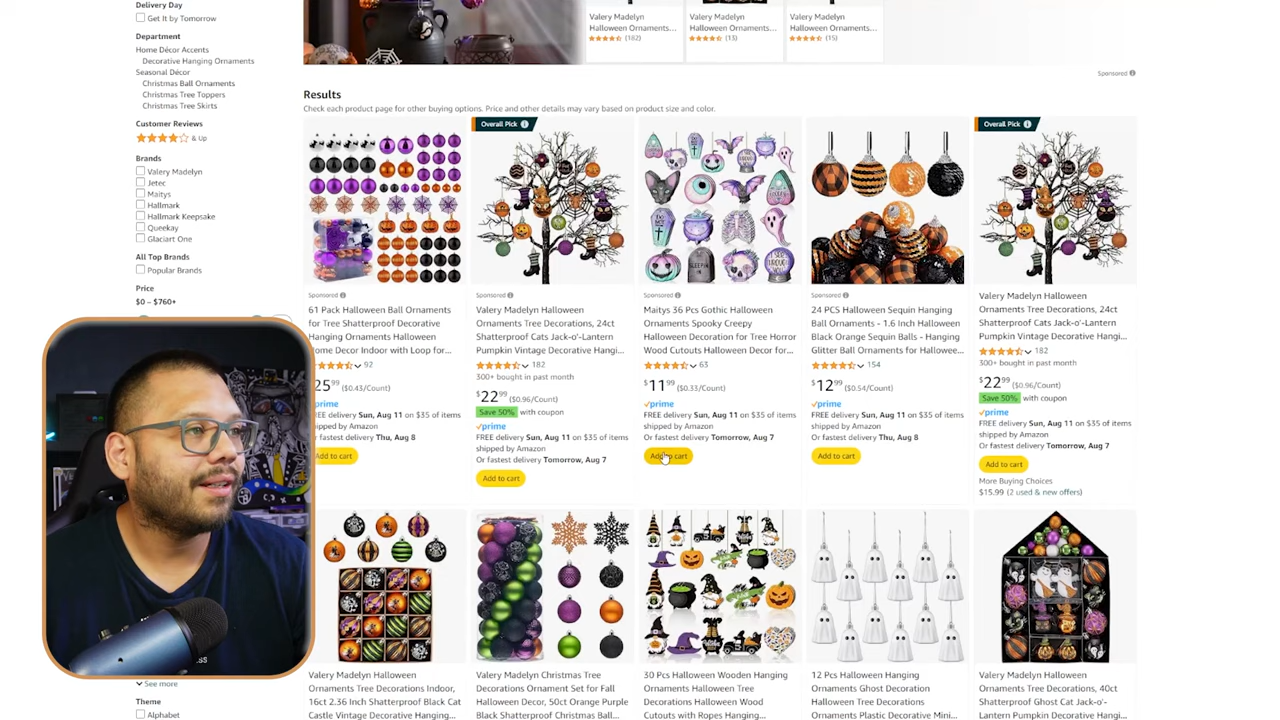 Delivery Day
Get It by Tomorrow
Department
Home Décor Accents
Decorative Hanging Ornaments
Seasonal Décor
Christmas Ball Ornaments
Christmas Tree Toppers
Christmas Tree Skirts
Customer Reviews
& Up
Brands
Valery Madelyn
Jetec
Maitys
Hallmark
Hallmark Keepsake
Queekay
Glaciart One
All Top Brands
Popular Brands
Price
$0 – $760+
See more
Theme
Alphabet
Valery Madelyn
Halloween Ornaments...
(182)
Valery Madelyn
Halloween Ornaments...
(13)
Valery Madelyn
Halloween Ornaments...
(15)
Sponsored
Results
Check each product page for other buying options. Price and other details may vary based on product size and color.
Sponsored
61 Pack Halloween Ball Ornaments
for Tree Shatterproof Decorative
Hanging Ornaments Halloween
Home Decor Indoor with Loop for...
92
25 99 ($0.43/Count)
prime
FREE delivery Sun, Aug 11 on $35 of items
shipped by Amazon
Or fastest delivery Thu, Aug 8
Add to cart
Overall Pick
Sponsored
Valery Madelyn Halloween
Ornaments Tree Decorations, 24ct
Shatterproof Cats Jack-o'-Lantern
Pumpkin Vintage Decorative Hangi...
182
300+ bought in past month
$22 99 ($0.96/Count)
Save 50% with coupon
prime
FREE delivery Sun, Aug 11 on $35 of items
shipped by Amazon
Or fastest delivery Tomorrow, Aug 7
Add to cart
Sponsored
Maitys 36 Pcs Gothic Halloween
Ornaments Spooky Creepy
Halloween Decoration for Tree Horror
Wood Cutouts Halloween Decor for...
63
$11 99 ($0.33/Count)
prime
FREE delivery Sun, Aug 11 on $35 of items
shipped by Amazon
Or fastest delivery Tomorrow, Aug 7
Add to cart
Sponsored
24 PCS Halloween Sequin Hanging
Ball Ornaments - 1.6 Inch Halloween
Black Orange Sequin Balls - Hanging
Glitter Ball Ornaments for Hallowee...
154
$12 99 ($0.54/Count)
prime
FREE delivery Sun, Aug 11 on $35 of items
shipped by Amazon
Or fastest delivery Thu, Aug 8
Add to cart
Overall Pick
Valery Madelyn Halloween
Ornaments Tree Decorations, 24ct
Shatterproof Cats Jack-o'-Lantern
Pumpkin Vintage Decorative Hangi...
182
300+ bought in past month
$22 99 ($0.96/Count)
Save 50% with coupon
prime
FREE delivery Sun, Aug 11 on $35 of items
shipped by Amazon
Or fastest delivery Tomorrow, Aug 7
Add to cart
More Buying Choices
$15.99 (2 used & new offers)
Valery Madelyn Halloween
Ornaments Tree Decorations Indoor,
16ct 2.36 Inch Shatterproof Black Cat
Castle Vintage Decorative Hanging...
Valery Madelyn Christmas Tree
Decorations Ornament Set for Fall
Halloween Decor, 50ct Orange Purple
Black Shatterproof Christmas Ball...
30 Pcs Halloween Wooden Hanging
Ornaments Halloween Tree
Decorations Halloween Wood
Cutouts with Ropes Hanging...
12 Pcs Halloween Hanging
Ornaments Ghost Decoration
Halloween Tree Decorations
Ornaments Plastic Decorative Mini...
Valery Madelyn Halloween
Ornaments Tree Decorations, 40ct
Shatterproof Ghost Cat Jack-o'-
Lantern Pumpkin Decorative Hangi...